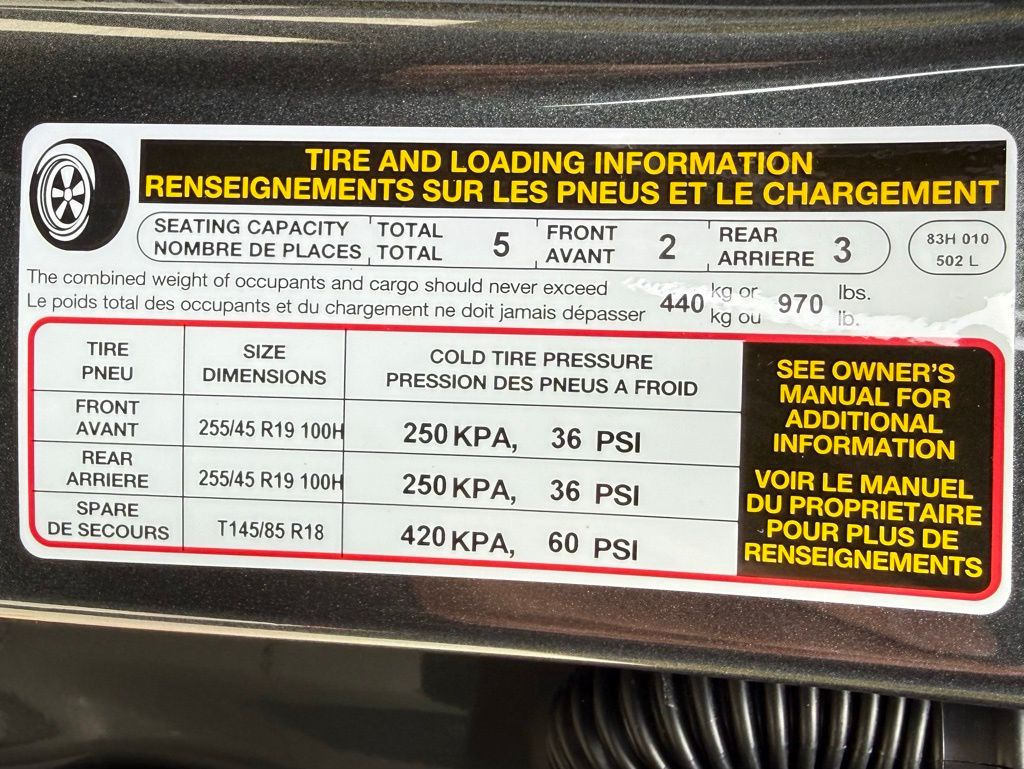 TIRE AND LOADING INFORMATION
RENSEIGNEMENTS SUR LES PNEUS ET LE CHARGEMENT
SEATING CAPACITY TOTAL 5 FRONT 2 REAR 3
NOMBRE DE PLACES TOTAL AVANT ARRIERE
83H 010
502 L
The combined weight of occupants and cargo should never exceed 440 kg or 970 lbs.
Le poids total des occupants et du chargement ne doit jamais dépasser kg ou lb.
TIRE SIZE COLD TIRE PRESSURE
PNEU DIMENSIONS PRESSION DES PNEUS A FROID
FRONT
AVANT 255/45 R19 100H 250 KPA, 36 PSI
REAR
ARRIERE 255/45 R19 100H 250 KPA, 36 PSI
SPARE
DE SECOURS T145/85 R18 420 KPA, 60 PSI
SEE OWNER'S
MANUAL FOR
ADDITIONAL
INFORMATION
VOIR LE MANUEL
DU PROPRIETAIRE
POUR PLUS DE
RENSEIGNEMENTS